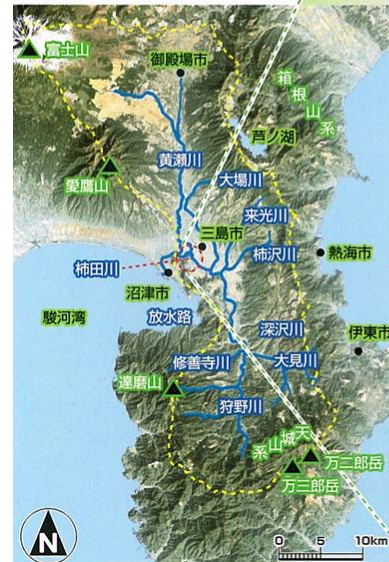 富士山
御殿場市
箱根山系
芦ノ湖
黄瀬川
愛鷹山
大場川
来光川
三島市
柿沢川
熱海市
柿田川
沼津市
駿河湾
放水路
深沢川
伊東市
修善寺川
大見川
達磨山
狩野川
天城山系
万二郎岳
万三郎岳
0 5 10km
N